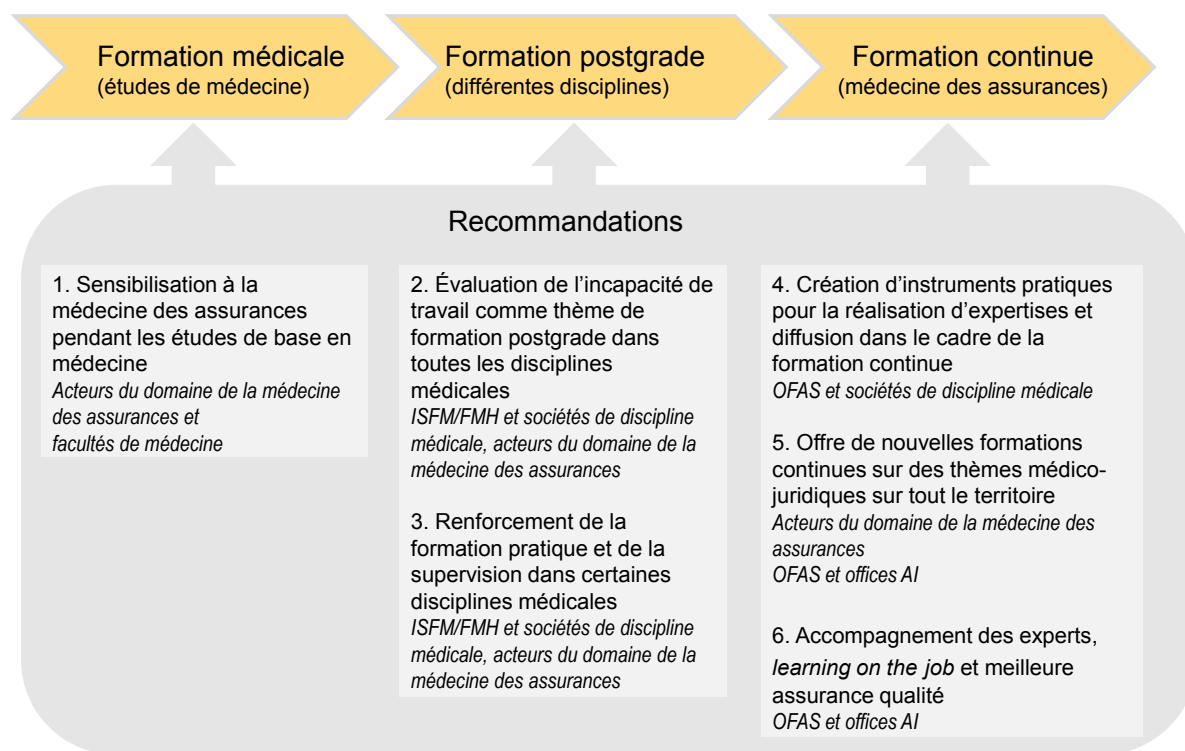 Formation médicale
(études de médecine)
Formation postgrade
(différentes disciplines)
Formation continue
(médecine des assurances)
Recommandations
1. Sensibilisation à la
médecine des assurances
pendant les études de base en
médecine
Acteurs du domaine de la médecine
des assurances et
facultés de médecine
2. Évaluation de l’incapacité de
travail comme thème de
formation postgrade dans
toutes les disciplines
médicales
ISFM/FMH et sociétés de discipline
médicale, acteurs du domaine de la
médecine des assurances
3. Renforcement de la
formation pratique et de la
supervision dans certaines
disciplines médicales
ISFM/FMH et sociétés de discipline
médicale, acteurs du domaine de la
médecine des assurances
4. Création d’instruments pratiques
pour la réalisation d’expertises et
diffusion dans le cadre de la
formation continue
OFAS et sociétés de discipline médicale
5. Offre de nouvelles formations
continues sur des thèmes médico-
juridiques sur tout le territoire
Acteurs du domaine de la médecine des
assurances
OFAS et offices AI
6. Accompagnement des experts,
learning on the job et meilleure
assurance qualité
OFAS et offices AI